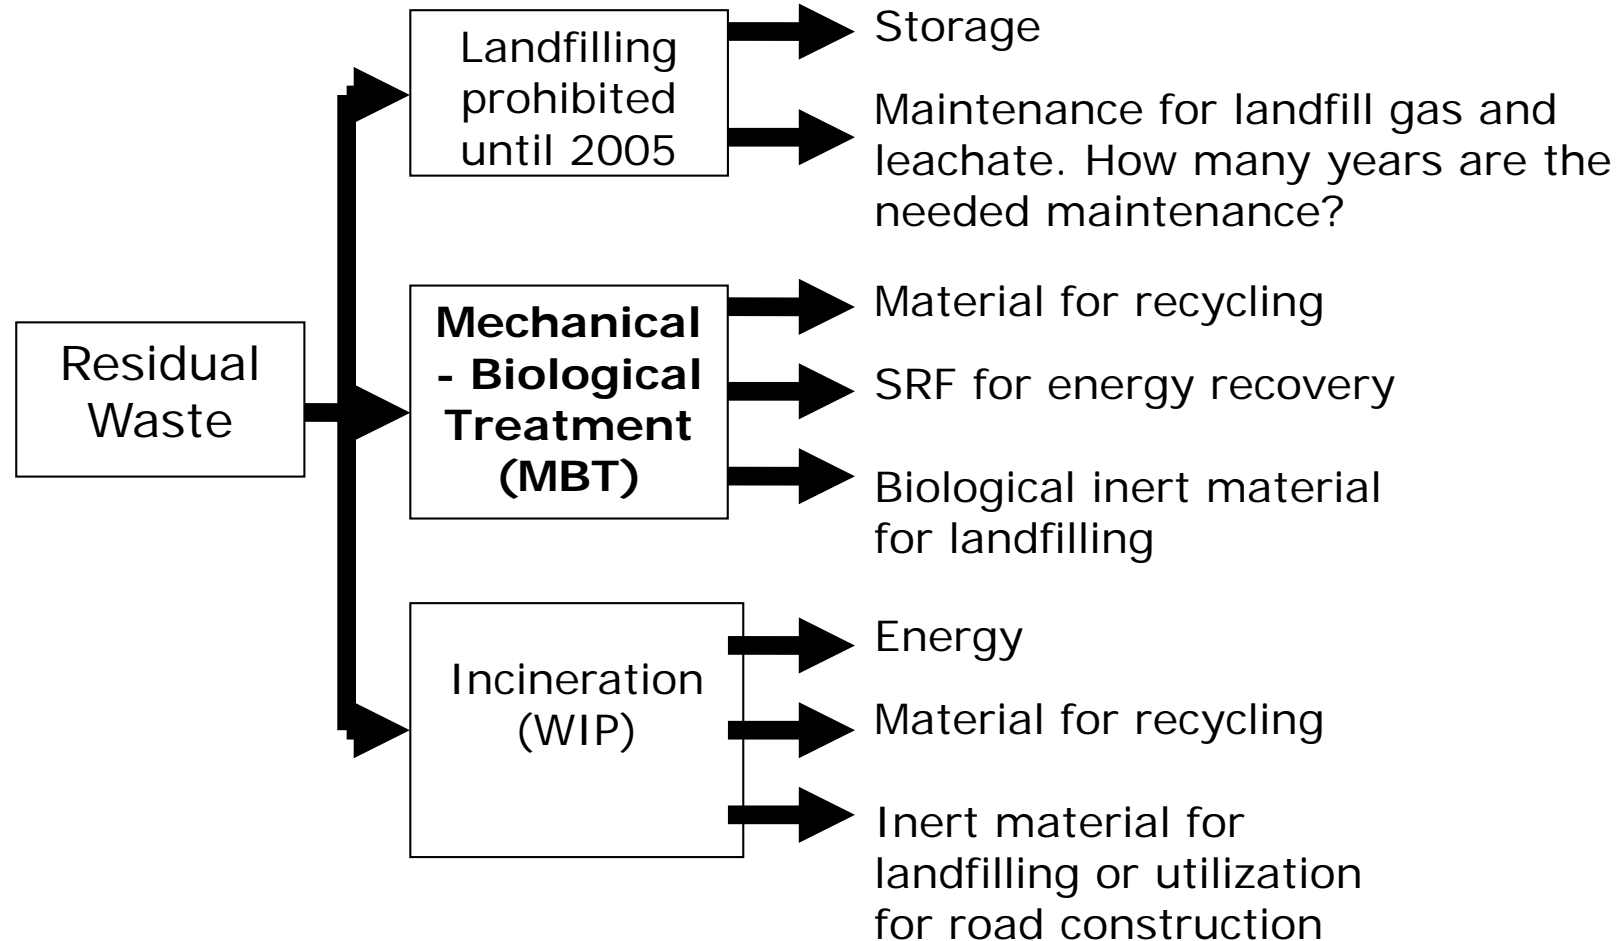 Residual
Waste
Landfilling
prohibited
until 2005
Storage
Maintenance for landfill gas and
leachate. How many years are the
needed maintenance?
Mechanical
- Biological
Treatment
(MBT)
Material for recycling
SRF for energy recovery
Biological inert material
for landfilling
Incineration
(WIP)
Energy
Material for recycling
Inert material for
landfilling or utilization
for road construction